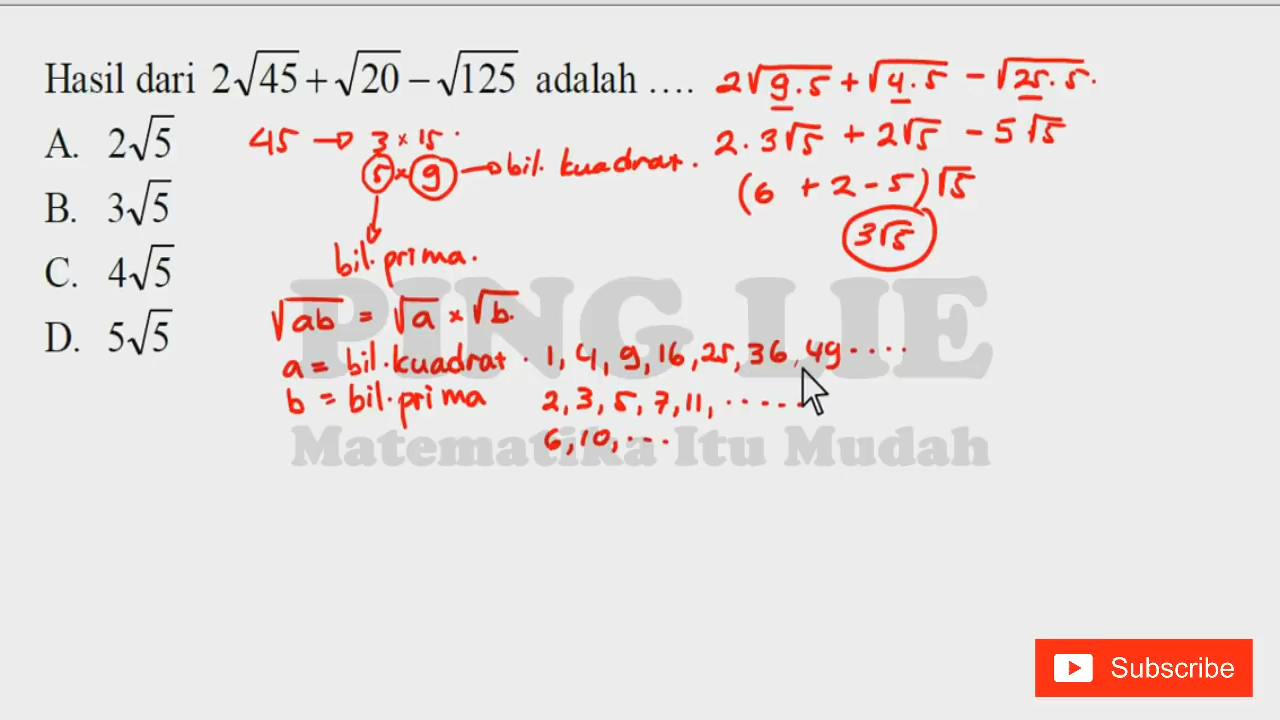 Hasil dari 2√45 + √20 − √125 adalah ….
A. 2√5
B. 3√5
C. 4√5
D. 5√5
45 → 3 × 15
5 × 9 → bil. kuadrat.
bil. prima.
√ab = √a × √b.
a = bil. kuadrat · 1, 4, 9, 16, 25, 36, 49 ····
b = bil. prima 2, 3, 5, 7, 11, ·····
6, 10, ···
2√9.5 + √4.5 − √25.5.
2.3√5 + 2√5 − 5√5
(6 + 2 − 5)√5
3√5
PING LIE
Matematika Itu Mudah
Subscribe